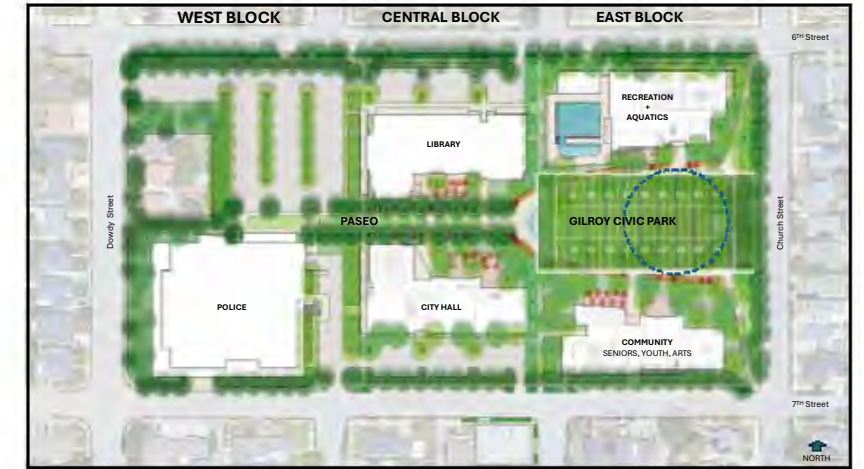 WEST BLOCK
CENTRAL BLOCK
EAST BLOCK
6TH Street
RECREATION
+
AQUATICS
LIBRARY
Dowdy Street
PASEO
GILROY CIVIC PARK
Church Street
POLICE
CITY HALL
COMMUNITY
SENIORS, YOUTH, ARTS
7TH Street
NORTH